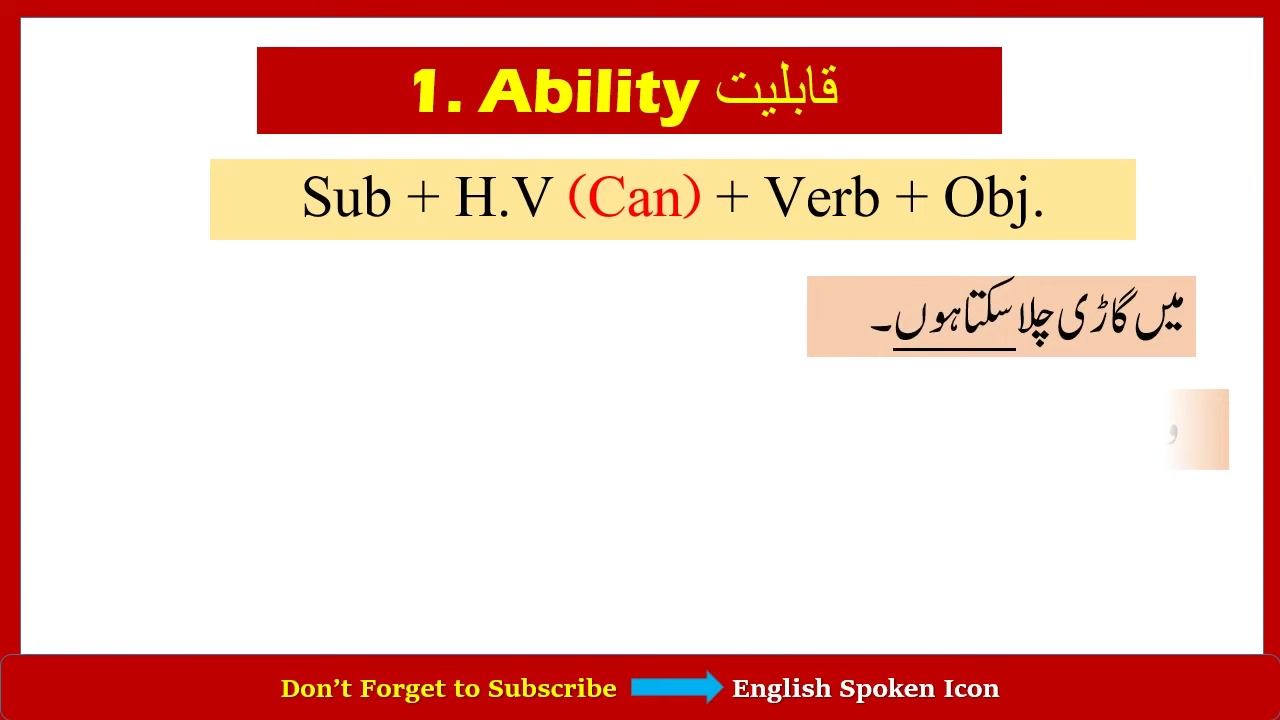 1. Ability قابلیت
Sub + H.V (Can) + Verb + Obj.
میں گاڑی چلا سکتا ہوں۔
Don't Forget to Subscribe
English Spoken Icon